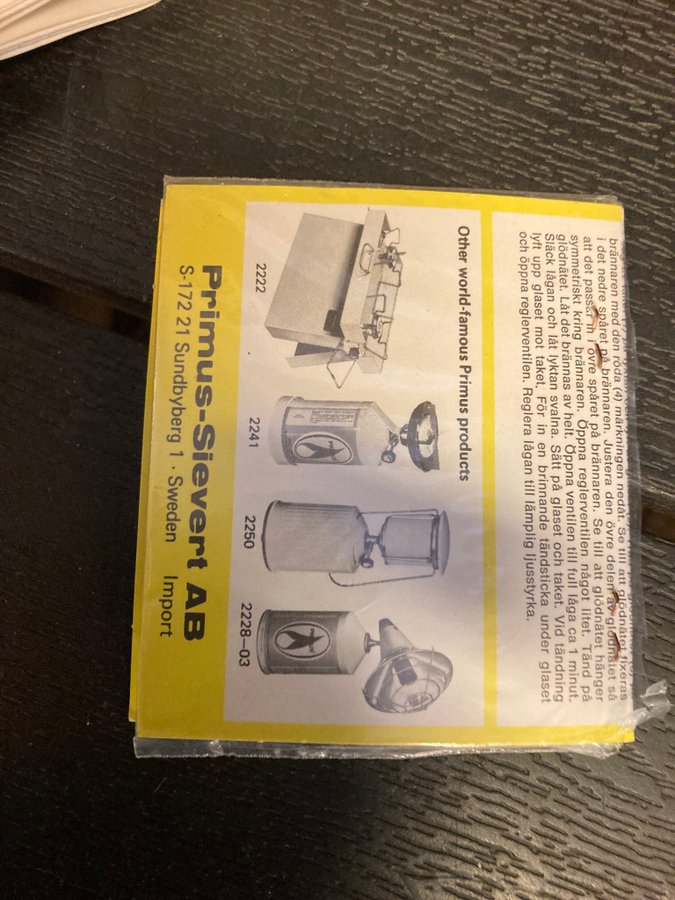 brännaren med den röda (4) märkningen nedåt. Se till att glödnätet fixeras
i det nedre spåret på brännaren. Justera den övre delen av glödnätet så
att det passar in i övre spåret på brännaren. Se till att glödnätet hänger
symmetriskt kring brännaren. Öppna reglerventilen något litet. Tänd på
glödnätet. Låt det brännas av helt. Öppna ventilen till full låga ca 1 minut.
Släck lågan och låt lyktan svalna. Sätt på glaset och taket. Vid tändning
lyft upp glaset mot taket. För in en brinnande tändsticka under glaset
och öppna reglerventilen. Reglera lågan till lämplig ljusstyrka.
Other world-famous Primus products
2222
2241
2250
2228-03
Primus-Sievert AB
S-172 21 Sundbyberg 1 · Sweden Import